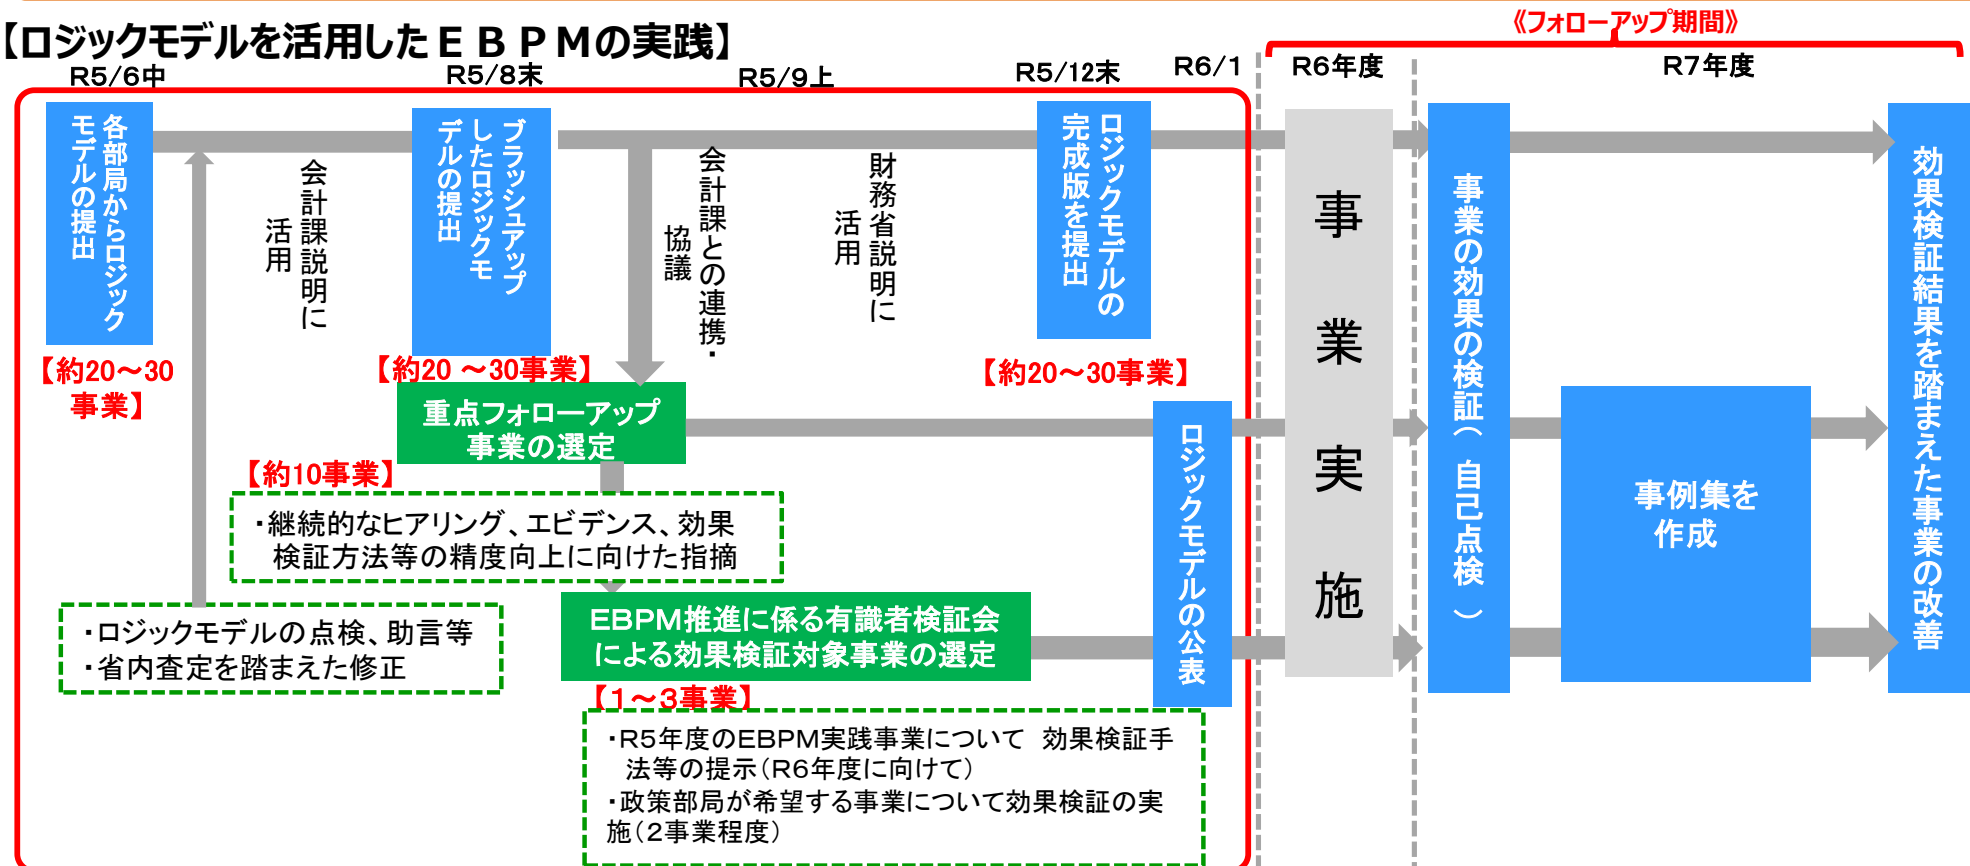 《フォローアップ期間》
【ロジックモデルを活用したＥＢＰＭの実践】
R5/6中
R5/8末
R5/9上
R5/12末
R6/1
R6年度
R7年度
各部局からロジック
モデルの提出
会計課説明に
活用
ブラッシュアップ
したロジックモ
デルの提出
会計課との連携・
協議
財務省説明に
活用
ロジックモデルの
完成版を提出
事業実施
事業の効果の検証（自己点検）
効果検証結果を踏まえた事業の改善
【約20～30
事業】
【約20 ～30事業】
【約20～30事業】
重点フォローアップ
事業の選定
【約10事業】
・継続的なヒアリング、エビデンス、効果
検証方法等の精度向上に向けた指摘
ロジックモデルの公表
事例集を
作成
・ロジックモデルの点検、助言等
・省内査定を踏まえた修正
EBPM推進に係る有識者検証会
による効果検証対象事業の選定
【１～３事業】
・R5年度のEBPM実践事業について　効果検証手
法等の提示（R6年度に向けて）
・政策部局が希望する事業について効果検証の実
施（２事業程度）